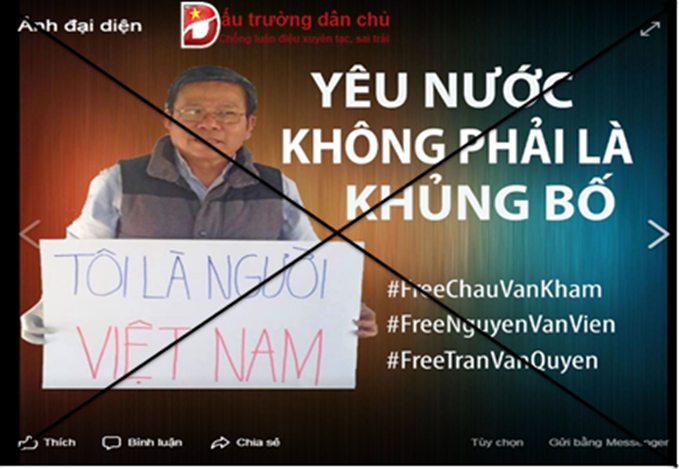 Ảnh đại diện
ấu trường dân chủ
Chống luận điệu xuyên tạc, sai trái
YÊU NƯỚC
KHÔNG PHẢI LÀ
KHỦNG BỐ
TÔI LÀ NGƯỜI
VIỆT NAM
#FreeChauVanKham
#FreeNguyenVanVien
#FreeTranVanQuyen
Thích Bình luận Chia sẻ Tùy chọn Gửi bằng Messenger